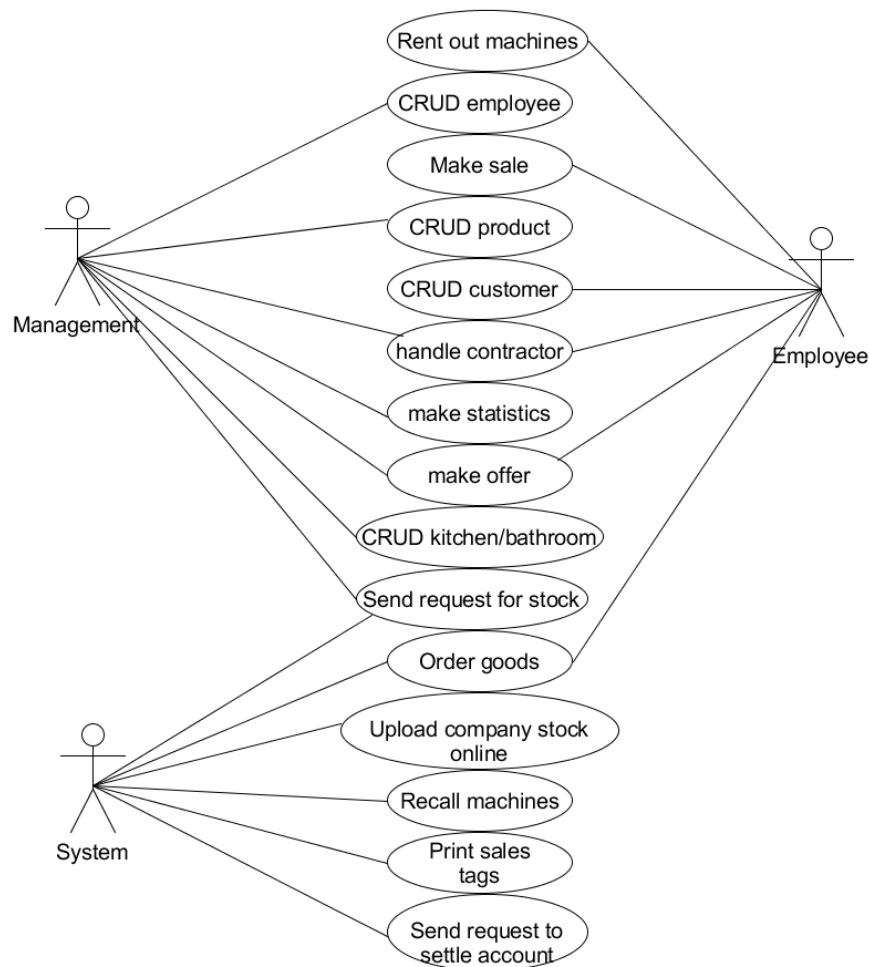 Rent out machines
CRUD employee
Make sale
CRUD product
CRUD customer
Management
handle contractor
Employee
make statistics
make offer
CRUD kitchen/bathroom
Send request for stock
Order goods
Upload company stock
online
Recall machines
System
Print sales
tags
Send request to
settle account